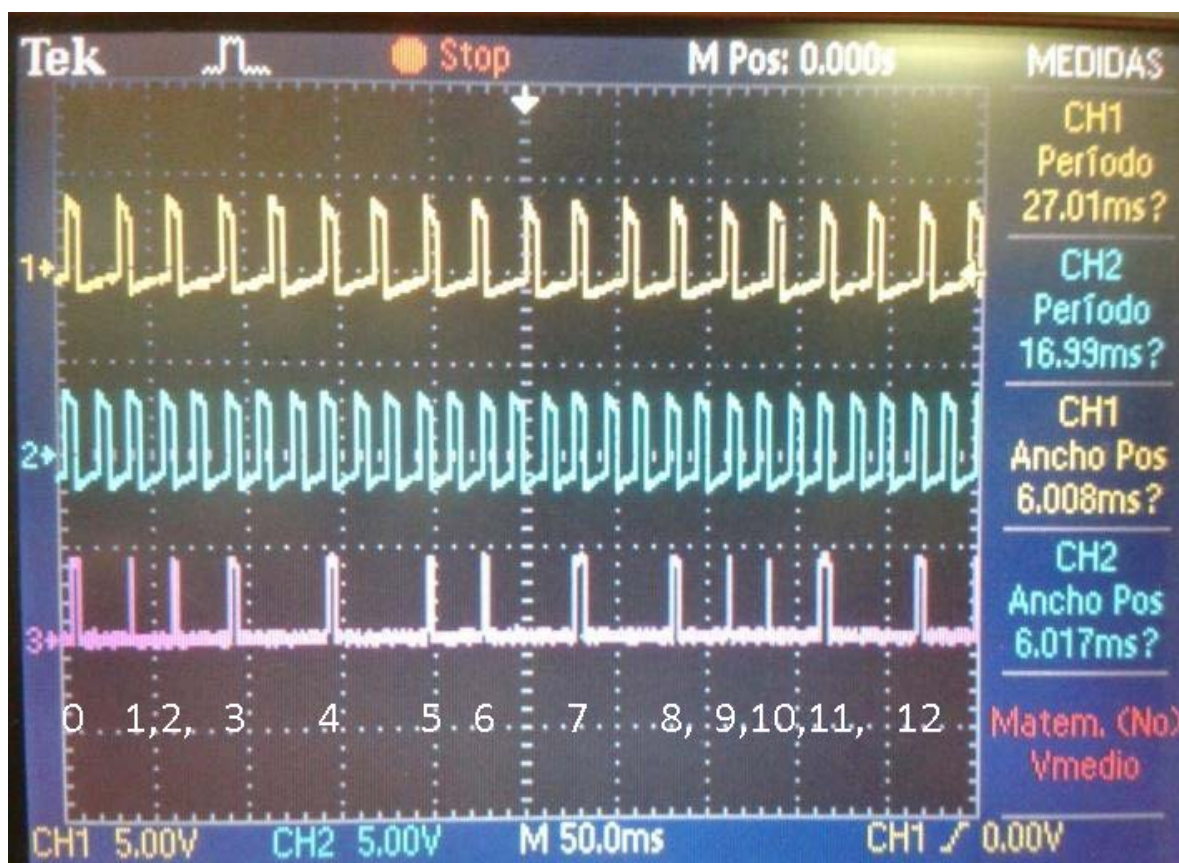 Tek Stop M Pos: 0.000s MEDIDAS
CH1
Período
27.01ms?
1
CH2
Período
16.99ms?
CH1
2
Ancho Pos
6.008ms?
CH2
Ancho Pos
3
6.017ms?
0 1,2, 3 4 5 6 7 8, 9,10,11, 12
Matem. (No)
Vmedio
CH1 5.00V CH2 5.00V M 50.0ms CH1 0.00V